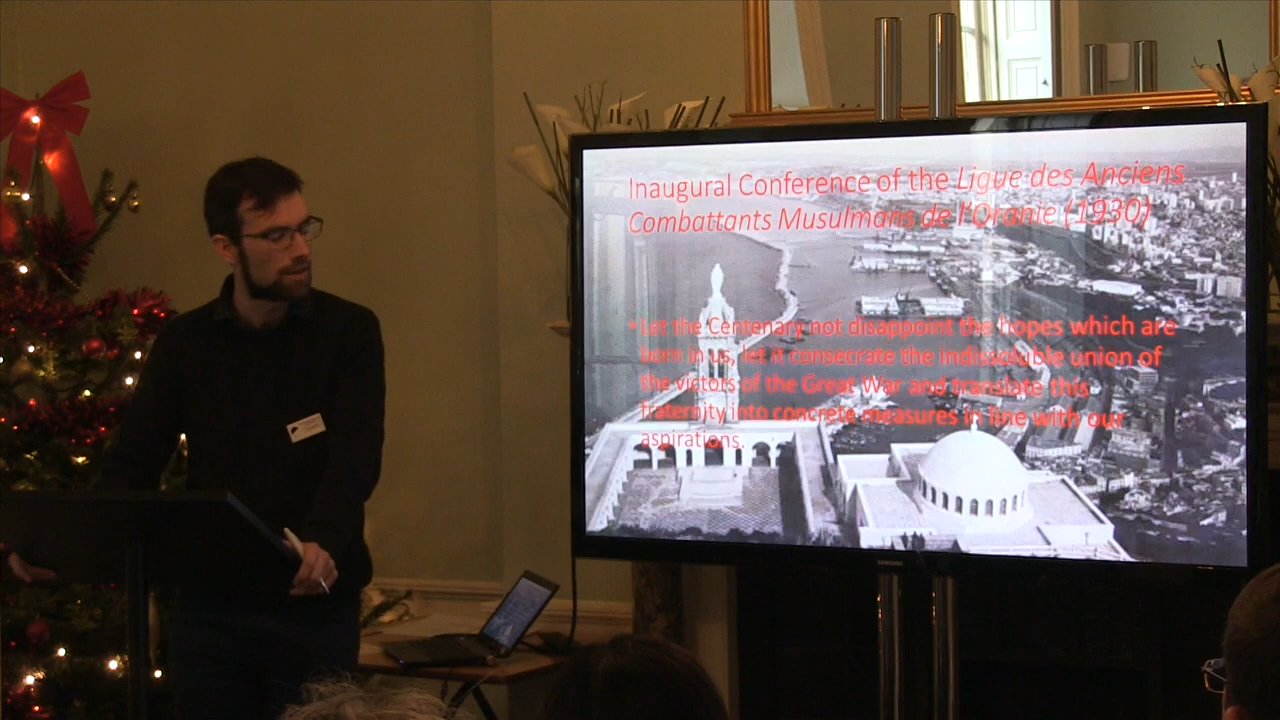 Inaugural Conference of the Ligue des Anciens
Combattants Musulmans de l'Oranie (1930)
• Let the Centenary not disappoint the hopes which are
born in us, let it consecrate the indissoluble union of
the victors of the Great War and translate this
fraternity into concrete measures in line with our
aspirations.
SAMSUNG